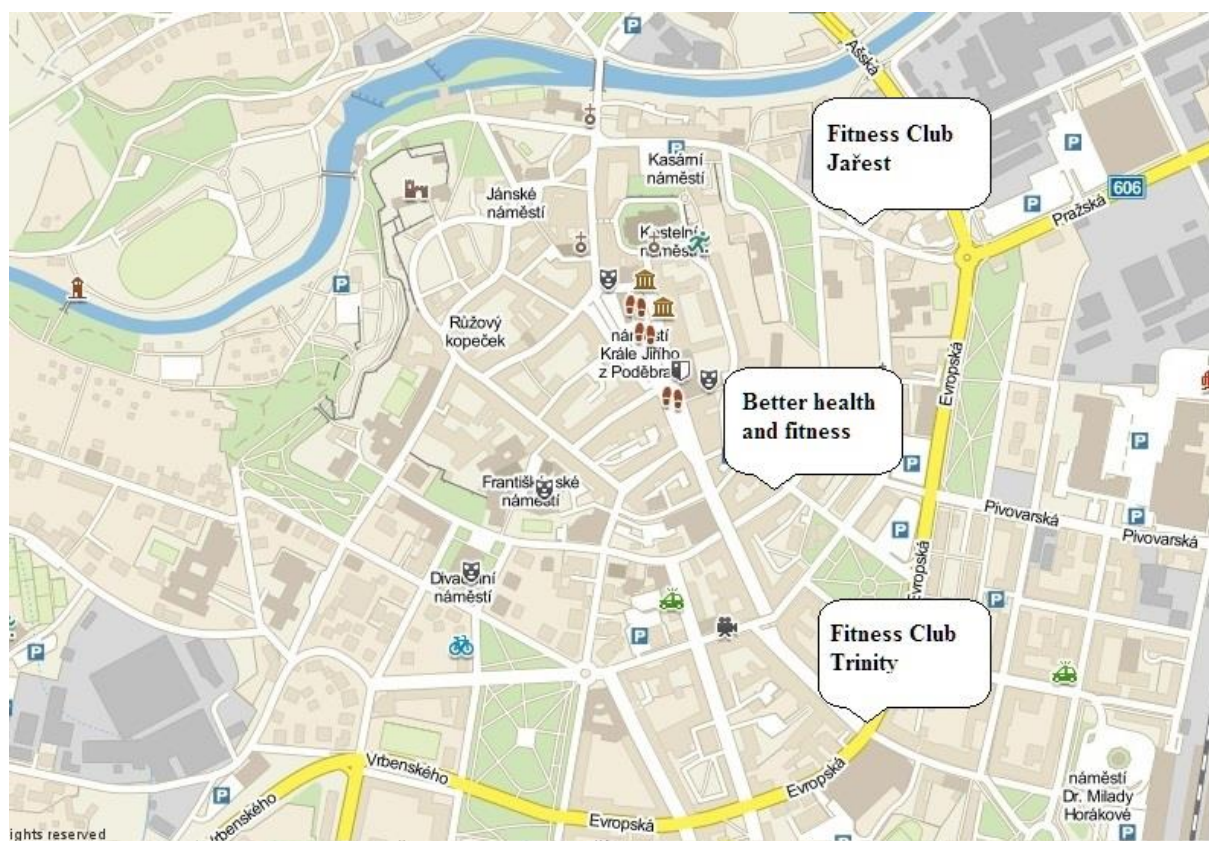 Ašská
Fitness Club
Jařest
Kasární
náměstí
606
Pražská
Jánské
náměstí
Kostelní
náměstí
Růžový
kopeček
náměstí
Krále Jiřího
z Poděbrad
Evropská
Better health
and fitness
Františkánské
náměstí
Pivovarská
Pivovarská
Evropská
Divadelní
náměstí
Fitness Club
Trinity
Vrbenského
Evropská
náměstí
Dr. Milady
Horákové
Vrbenského
Evropská
ights reserved